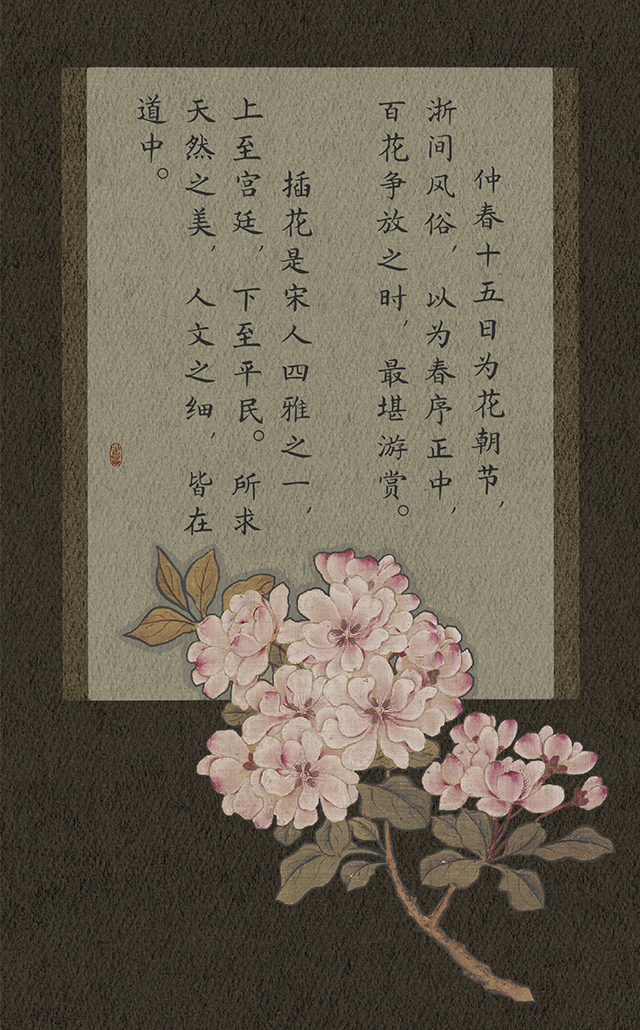 仲春十五日为花朝节，
浙间风俗，以为春序正中，
百花争放之时，最堪游赏。
插花是宋人四雅之一，
上至宫廷，下至平民。所求
天然之美，人文之细，皆在
道中。